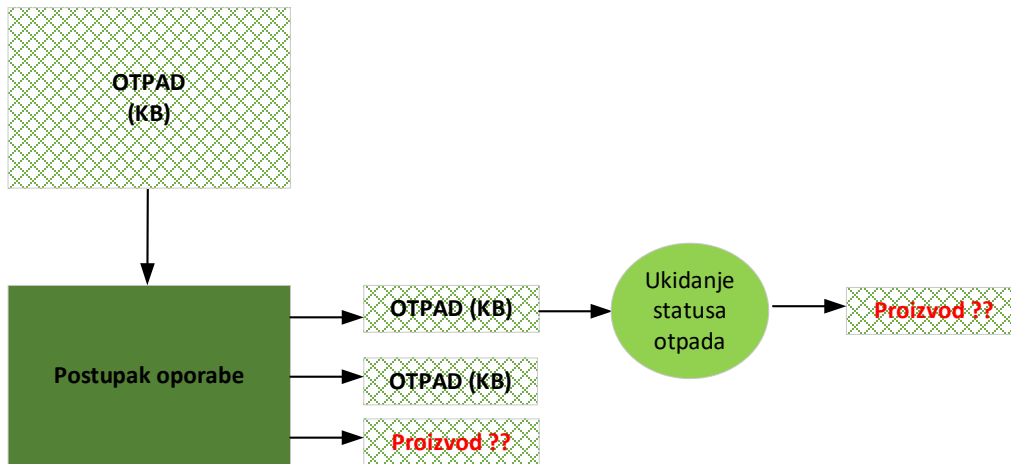 OTPAD
(KB)
Postupak oporabe
OTPAD (KB)
OTPAD (KB)
Proizvod ??
Ukidanje
statusa
otpada
Proizvod ??